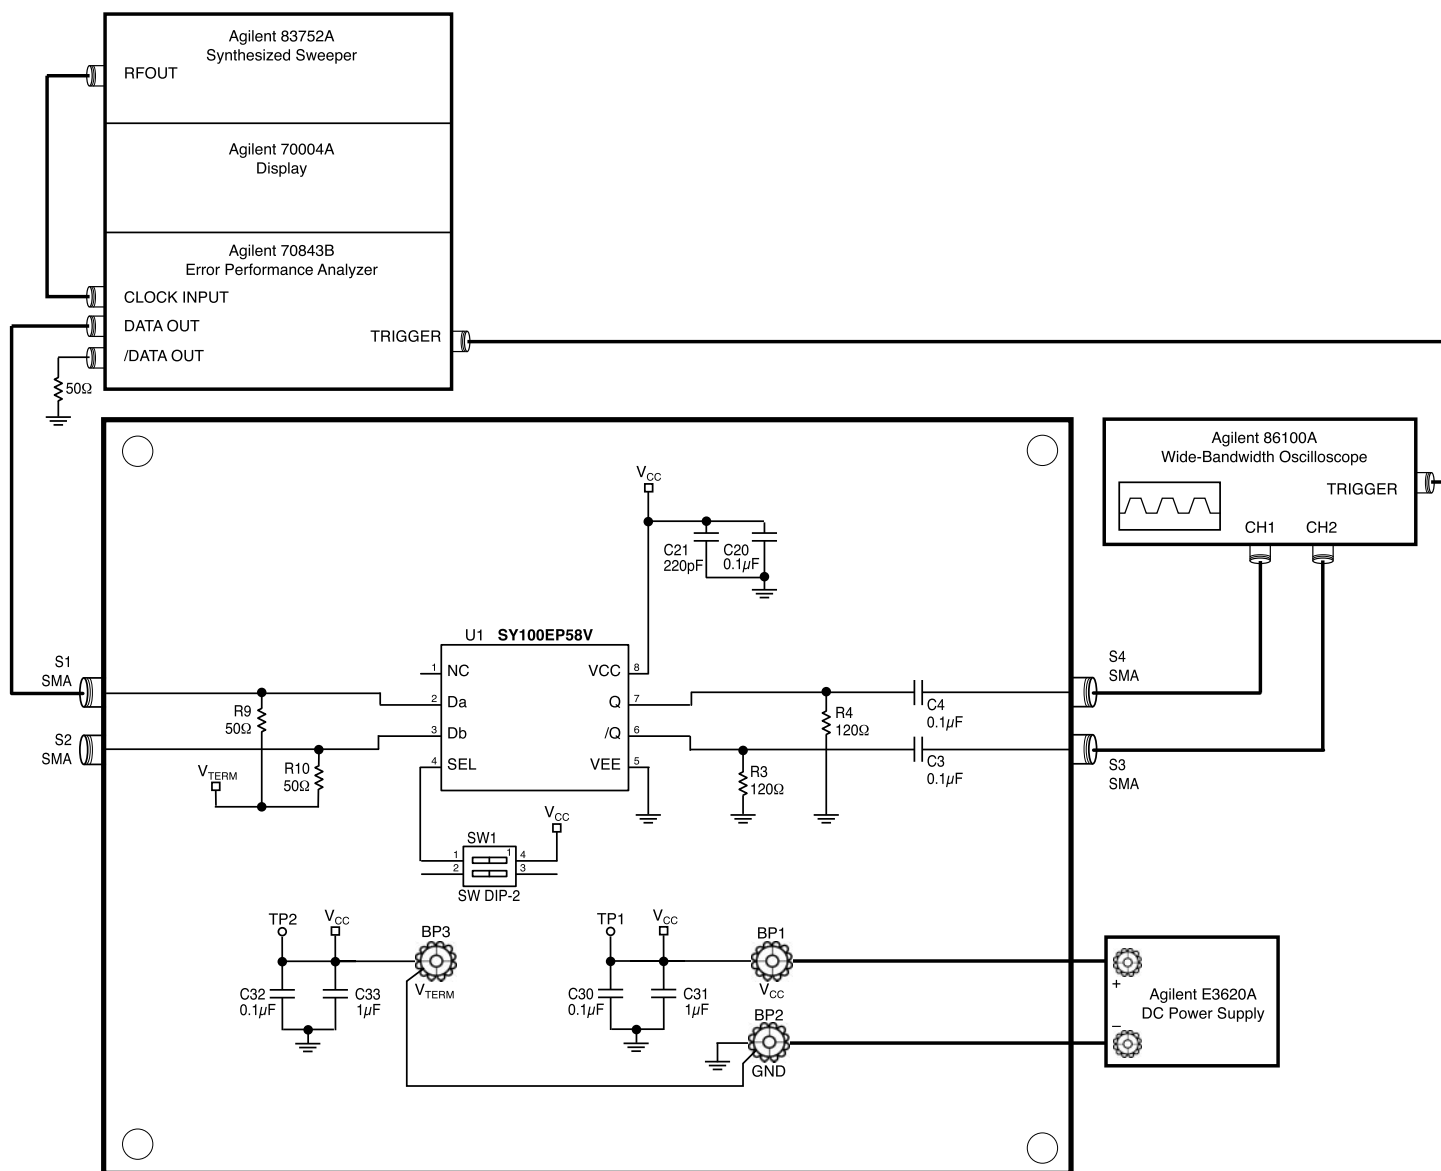 Agilent 83752A
Synthesized Sweeper
RFOUT
Agilent 70004A
Display
Agilent 70843B
Error Performance Analyzer
CLOCK INPUT
DATA OUT
/DATA OUT
TRIGGER
50Ω
Agilent 86100A
Wide-Bandwidth Oscilloscope
TRIGGER
CH1
CH2
VCC
C21
220pF
C20
0.1µF
U1 SY100EP58V
1
NC
2
Da
3
Db
4
SEL
VCC
8
Q
7
/Q
6
VEE
5
S1
SMA
S2
SMA
R9
50Ω
R10
50Ω
VTERM
R4
120Ω
R3
120Ω
C4
0.1µF
C3
0.1µF
S4
SMA
S3
SMA
VCC
SW1
1
2
1
4
3
SW DIP-2
TP2
VCC
BP3
VTERM
C32
0.1µF
C33
1µF
TP1
VCC
BP1
VCC
C30
0.1µF
C31
1µF
BP2
GND
+
–
Agilent E3620A
DC Power Supply